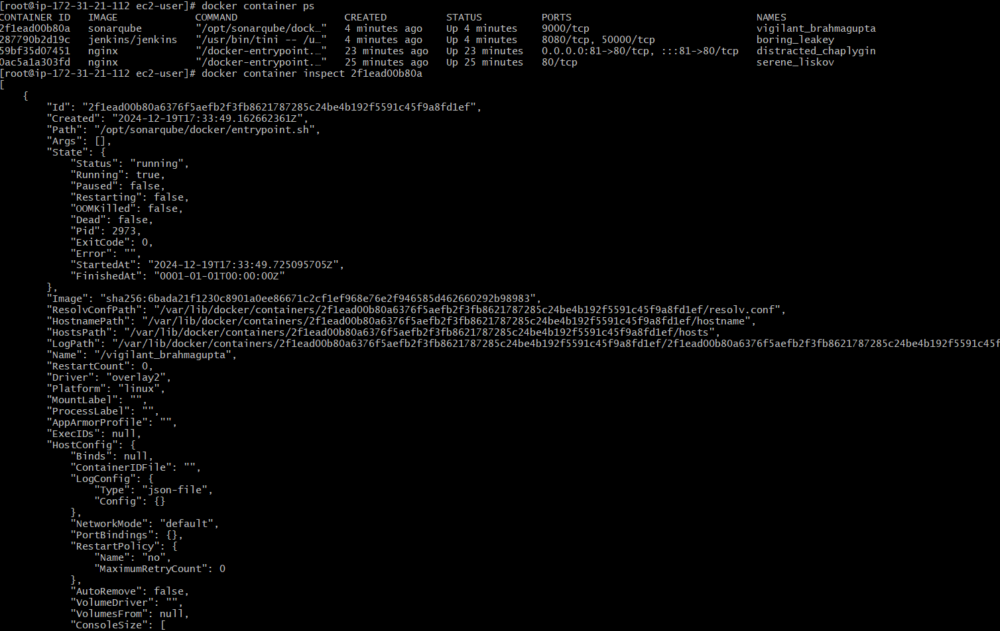 [root@ip-172-31-21-112 ec2-user]# docker container ps
CONTAINER ID   IMAGE             COMMAND                  CREATED          STATUS          PORTS                               NAMES
2f1ead00b80a   sonarqube         "/opt/sonarqube/dock…"   4 minutes ago    Up 4 minutes    9000/tcp                            vigilant_brahmagupta
287790b2d19c   jenkins/jenkins   "/usr/bin/tini -- /u…"   4 minutes ago    Up 4 minutes    8080/tcp, 50000/tcp                 boring_leakey
59bf35d07451   nginx             "/docker-entrypoint.…"   23 minutes ago   Up 23 minutes   0.0.0.0:81->80/tcp, :::81->80/tcp   distracted_chaplygin
0ac5a1a303fd   nginx             "/docker-entrypoint.…"   25 minutes ago   Up 25 minutes   80/tcp                              serene_liskov
[root@ip-172-31-21-112 ec2-user]# docker container inspect 2f1ead00b80a
[
    {
        "Id": "2f1ead00b80a6376f5aefb2f3fb8621787285c24be4b192f5591c45f9a8fd1ef",
        "Created": "2024-12-19T17:33:49.162662361Z",
        "Path": "/opt/sonarqube/docker/entrypoint.sh",
        "Args": [],
        "State": {
            "Status": "running",
            "Running": true,
            "Paused": false,
            "Restarting": false,
            "OOMKilled": false,
            "Dead": false,
            "Pid": 2973,
            "ExitCode": 0,
            "Error": "",
            "StartedAt": "2024-12-19T17:33:49.725095705Z",
            "FinishedAt": "0001-01-01T00:00:00Z"
        },
        "Image": "sha256:6bada21f1230c8901a0ee86671c2cf1ef968e76e2f946585d462660292b98983",
        "ResolvConfPath": "/var/lib/docker/containers/2f1ead00b80a6376f5aefb2f3fb8621787285c24be4b192f5591c45f9a8fd1ef/resolv.conf",
        "HostnamePath": "/var/lib/docker/containers/2f1ead00b80a6376f5aefb2f3fb8621787285c24be4b192f5591c45f9a8fd1ef/hostname",
        "HostsPath": "/var/lib/docker/containers/2f1ead00b80a6376f5aefb2f3fb8621787285c24be4b192f5591c45f9a8fd1ef/hosts",
        "LogPath": "/var/lib/docker/containers/2f1ead00b80a6376f5aefb2f3fb8621787285c24be4b192f5591c45f9a8fd1ef/2f1ead00b80a6376f5aefb2f3fb8621787285c24be4b192f5591c45f
        "Name": "/vigilant_brahmagupta",
        "RestartCount": 0,
        "Driver": "overlay2",
        "Platform": "linux",
        "MountLabel": "",
        "ProcessLabel": "",
        "AppArmorProfile": "",
        "ExecIDs": null,
        "HostConfig": {
            "Binds": null,
            "ContainerIDFile": "",
            "LogConfig": {
                "Type": "json-file",
                "Config": {}
            },
            "NetworkMode": "default",
            "PortBindings": {},
            "RestartPolicy": {
                "Name": "no",
                "MaximumRetryCount": 0
            },
            "AutoRemove": false,
            "VolumeDriver": "",
            "VolumesFrom": null,
            "ConsoleSize": [